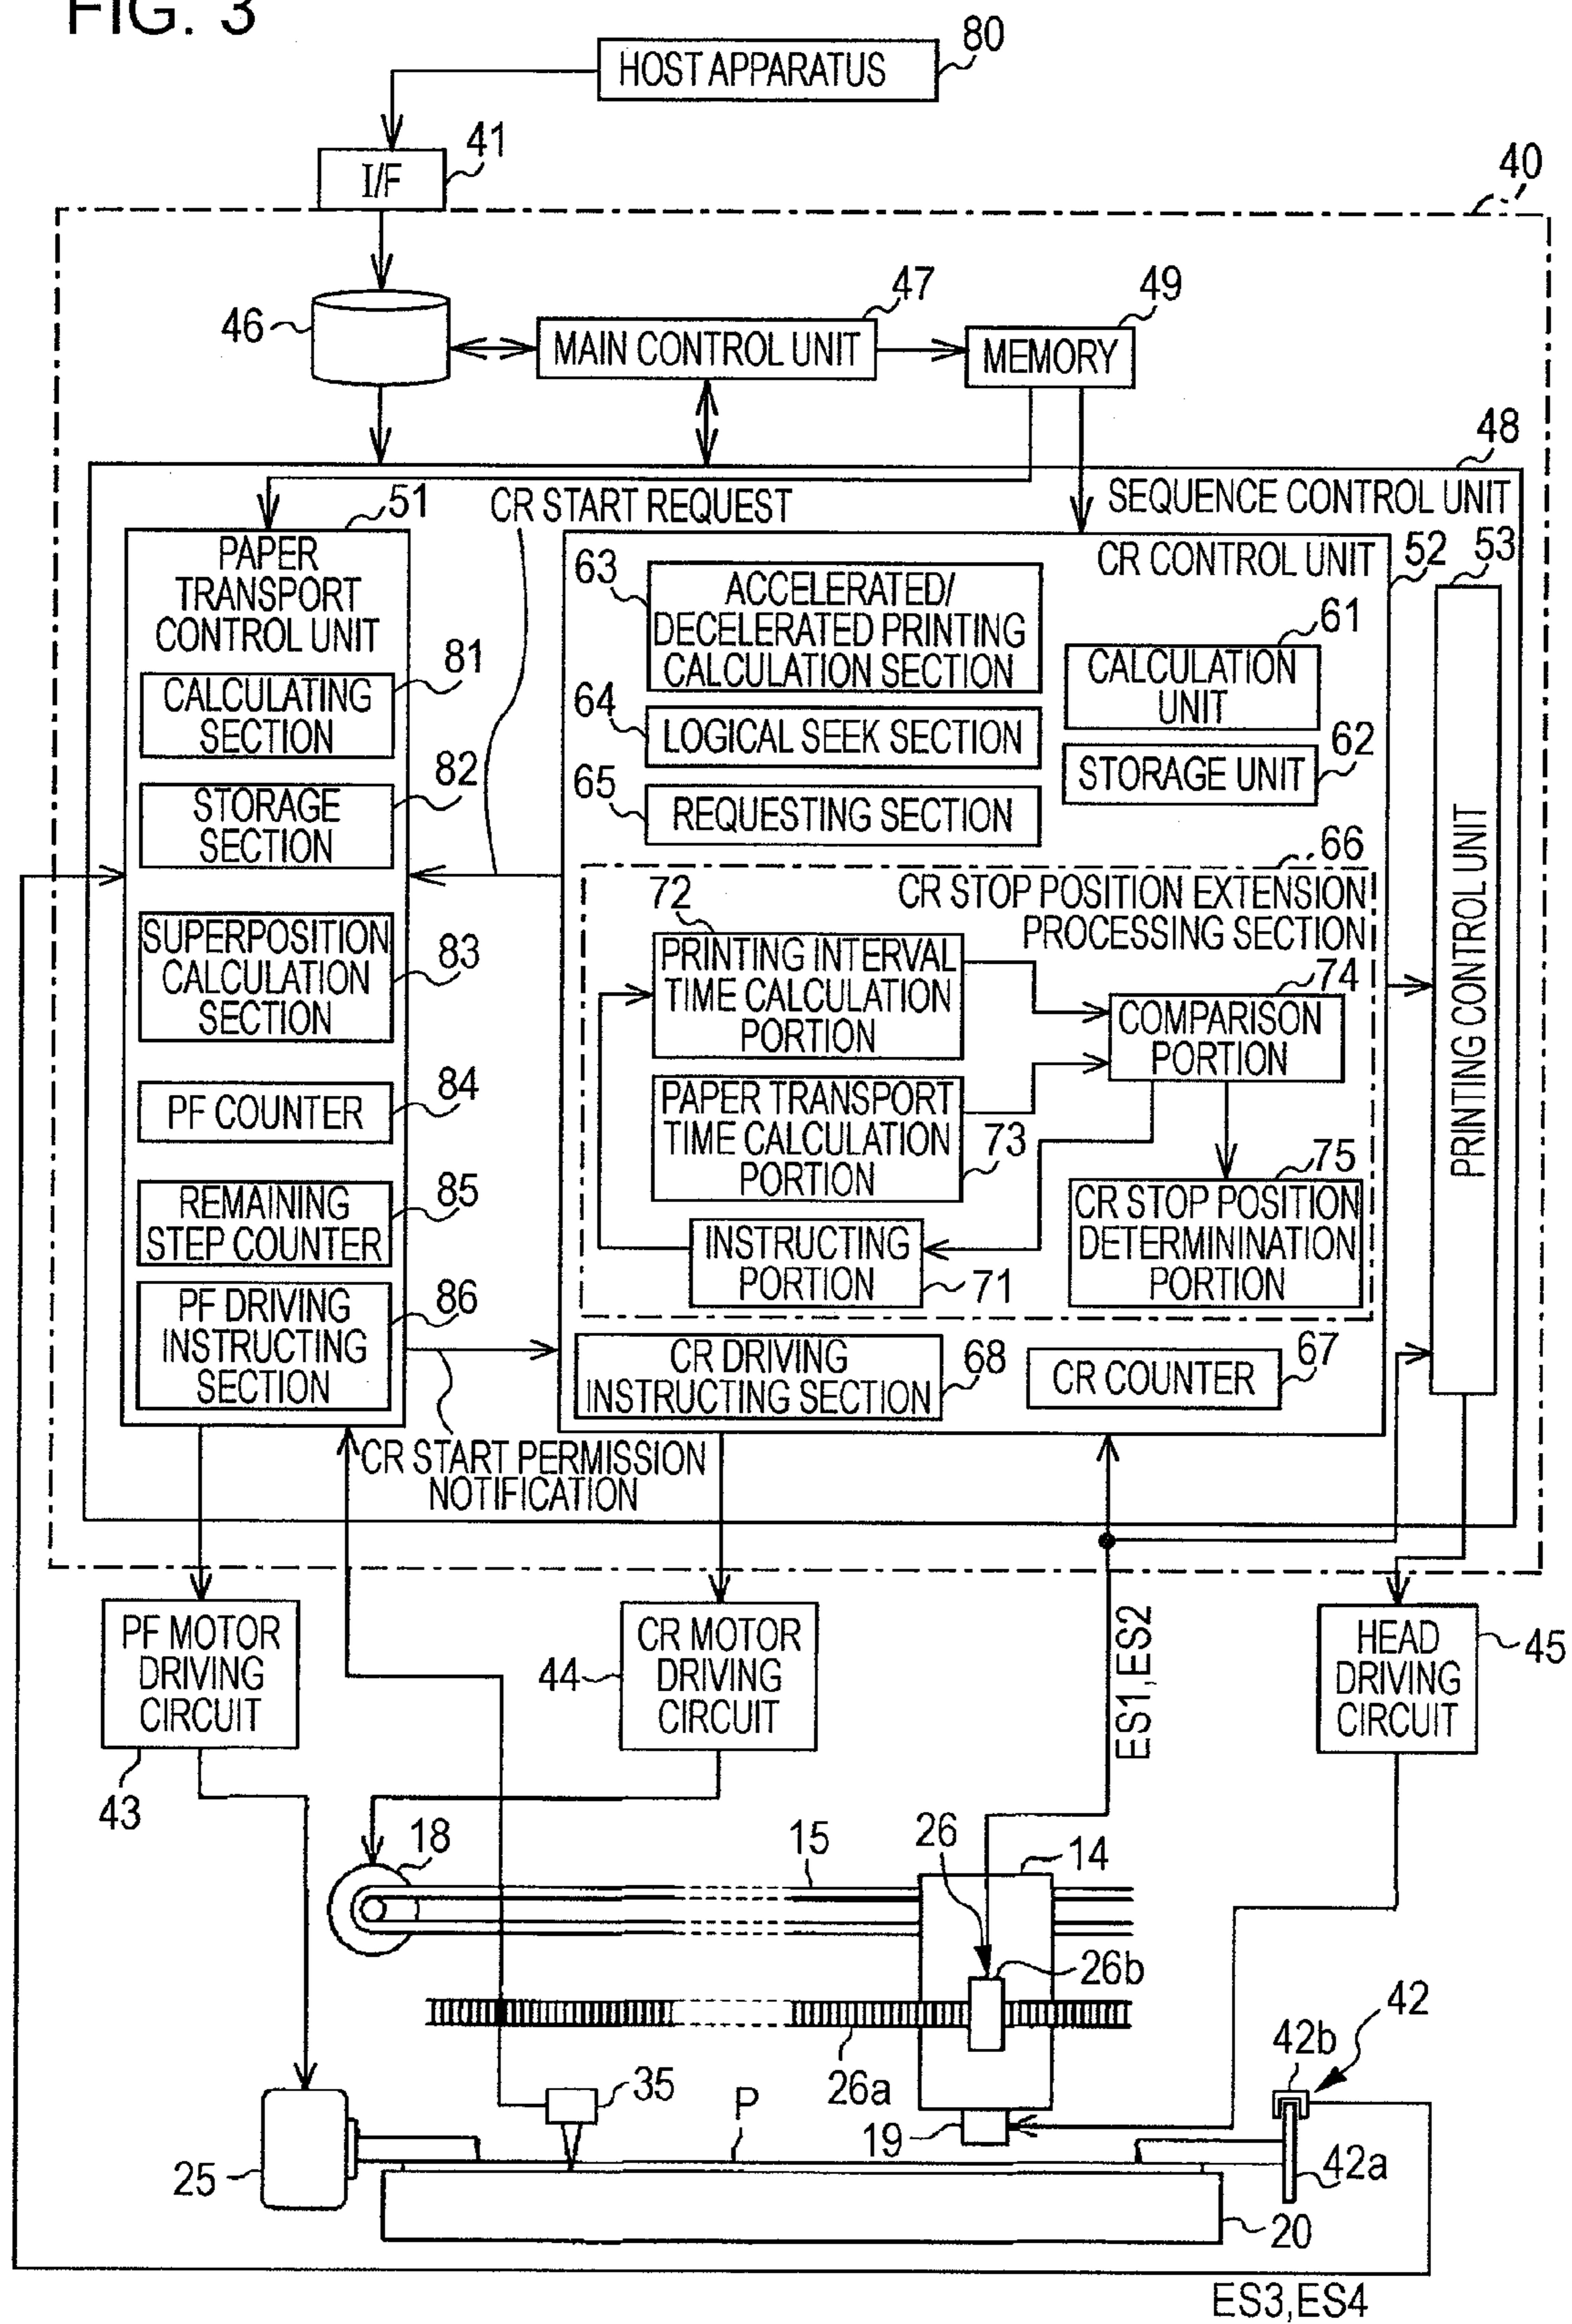 FIG. 3
HOST APPARATUS
80
I/F
41
40
46
MAIN CONTROL UNIT
47
MEMORY
49
48
SEQUENCE CONTROL UNIT
CR START REQUEST
51
PAPER
TRANSPORT
CONTROL UNIT
CALCULATING
SECTION
81
STORAGE
SECTION
82
SUPERPOSITION
CALCULATION
SECTION
83
PF COUNTER
84
REMAINING
STEP COUNTER
85
PF DRIVING
INSTRUCTING
SECTION
86
CR CONTROL UNIT
52
53
PRINTING CONTROL UNIT
63
ACCELERATED/
DECELERATED PRINTING
CALCULATION SECTION
61
CALCULATION
UNIT
64
LOGICAL SEEK SECTION
62
STORAGE UNIT
65
REQUESTING SECTION
66
CR STOP POSITION EXTENSION
PROCESSING SECTION
72
PRINTING INTERVAL
TIME CALCULATION
PORTION
74
COMPARISON
PORTION
PAPER TRANSPORT
TIME CALCULATION
PORTION
73
75
CR STOP POSITION
DETERMININATION
PORTION
INSTRUCTING
PORTION
71
CR DRIVING
INSTRUCTING SECTION
68
CR COUNTER
67
CR START PERMISSION
NOTIFICATION
PF MOTOR
DRIVING
CIRCUIT
43
CR MOTOR
DRIVING
CIRCUIT
44
ES1,ES2
HEAD
DRIVING
CIRCUIT
45
18
15
26
14
26b
26a
42
42b
42a
35
P
19
25
20
ES3,ES4